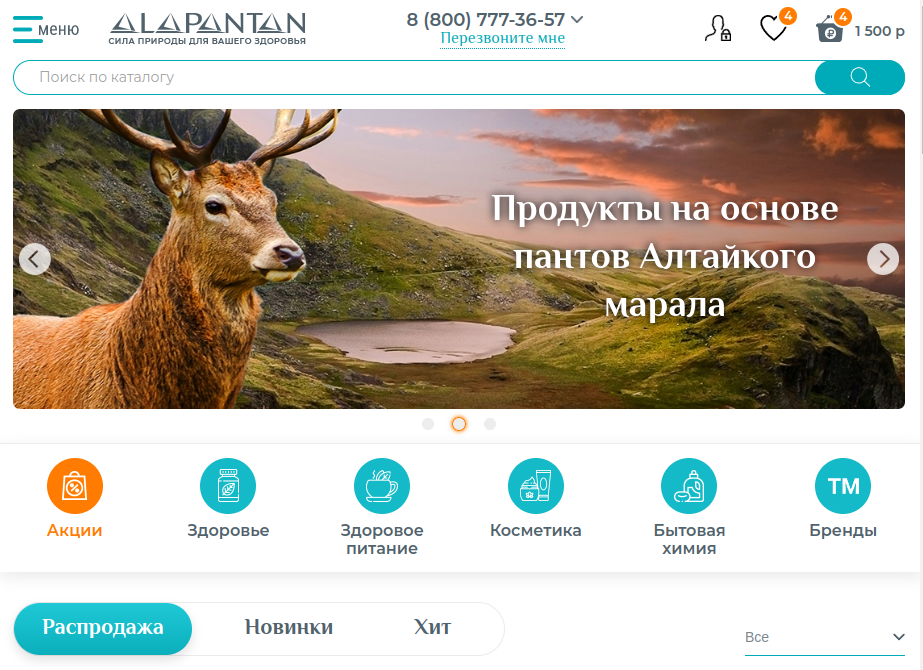 меню
ALAPANTAN
СИЛА ПРИРОДЫ ДЛЯ ВАШЕГО ЗДОРОВЬЯ
8 (800) 777-36-57
Перезвоните мне
4
4
1 500 р
Поиск по каталогу
Продукты на основе
пантов Алтайкого
марала
Акции
Здоровье
Здоровое
питание
Косметика
Бытовая
химия
TM
Бренды
Распродажа
Новинки
Хит
Все